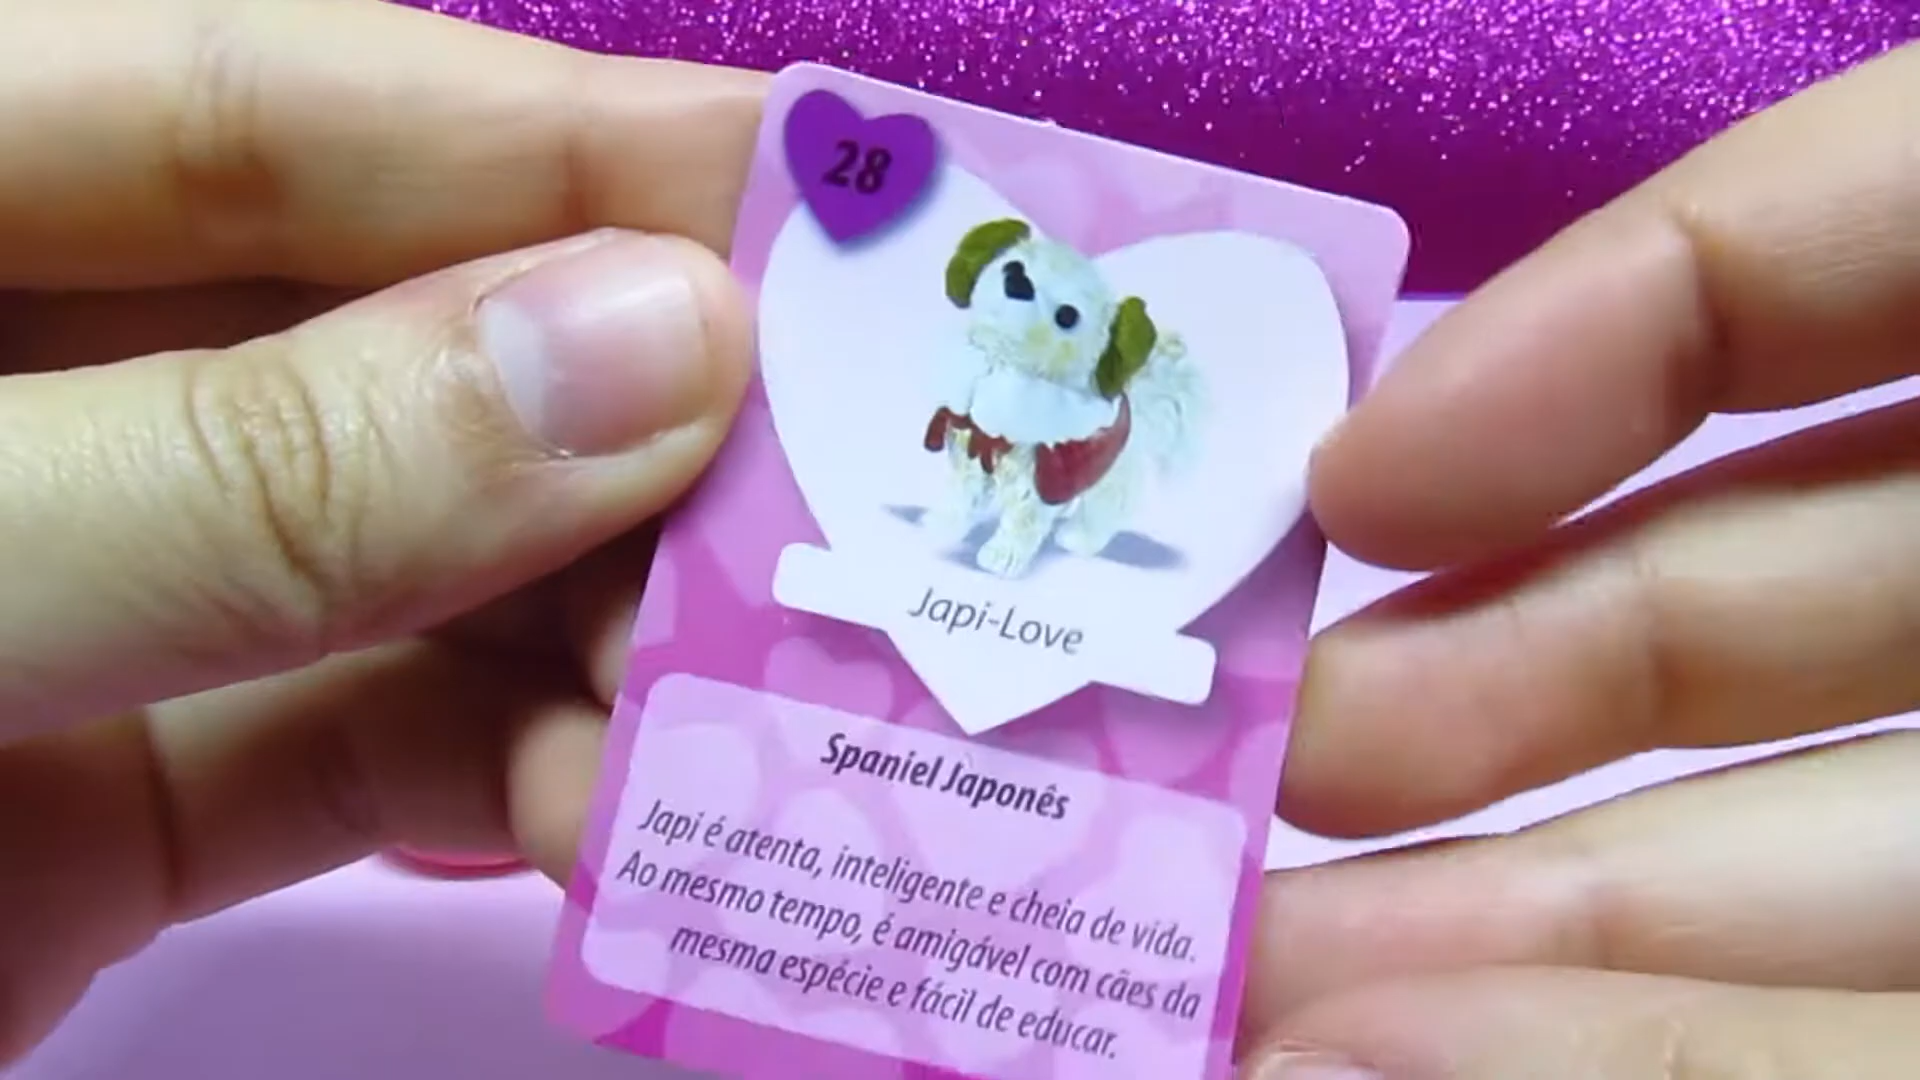 28
Japi-Love
Spaniel Japonês
Japi é atenta, inteligente e cheia de vida.
Ao mesmo tempo, é amigável com cães da
mesma espécie e fácil de educar.